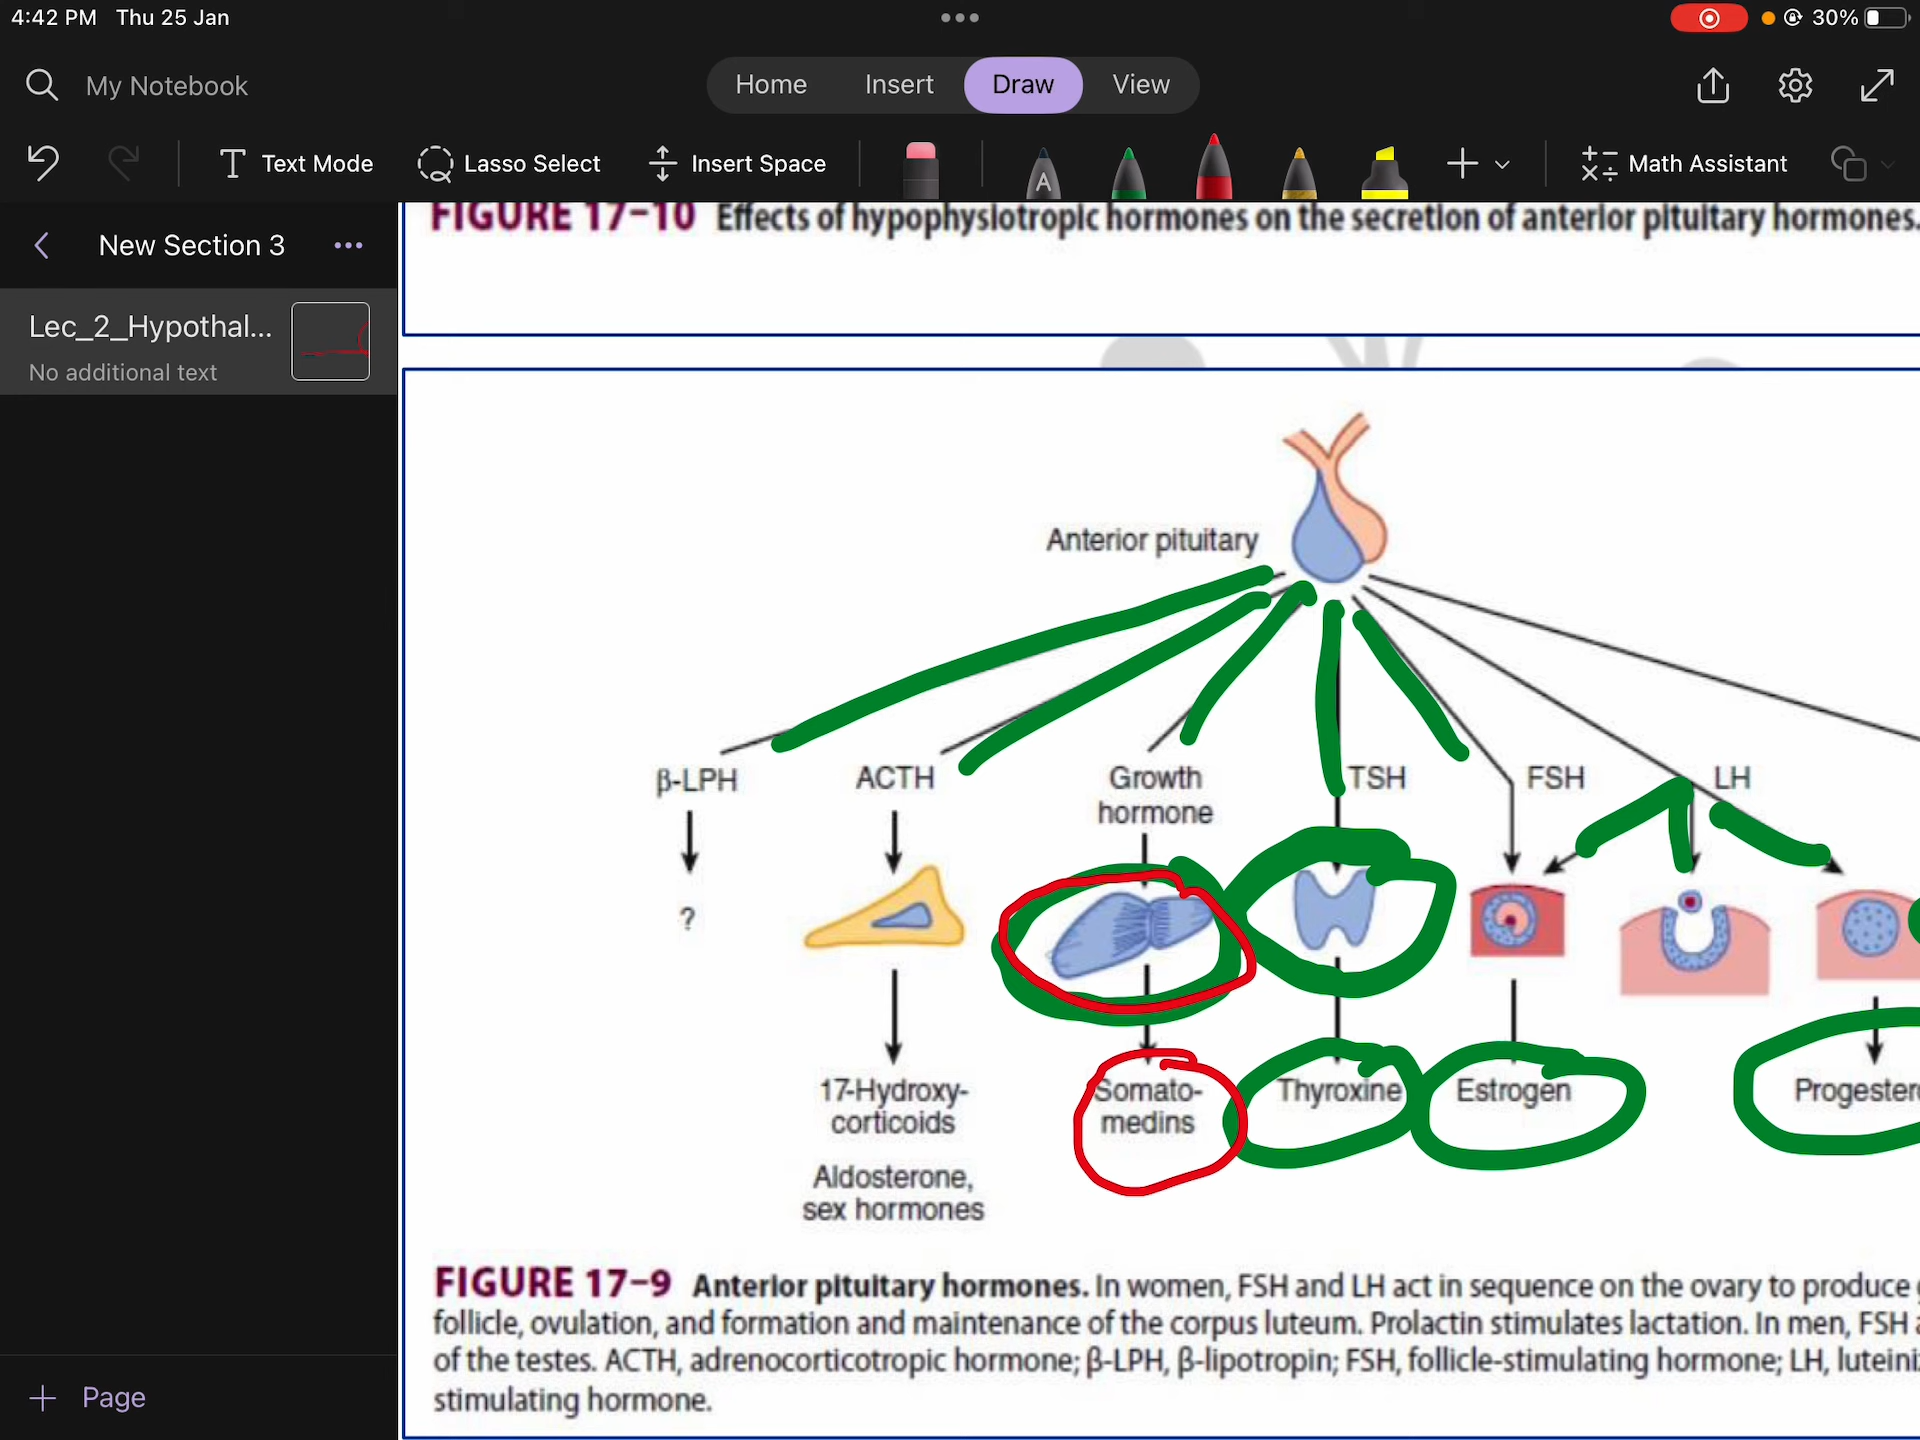 4:42 PM Thu 25 Jan
30%
My Notebook
Home Insert Draw View
Text Mode Lasso Select Insert Space
A
Math Assistant
New Section 3
Lec_2_Hypothal...
No additional text
Page
FIGURE 17–10 Effects of hypophysiotropic hormones on the secretion of anterior pituitary hormones.
Anterior pituitary
β-LPH ACTH Growth hormone TSH FSH LH
?
17-Hydroxy-
corticoids
Aldosterone,
sex hormones
Somato-
medins
Thyroxine
Estrogen
Progester
FIGURE 17–9 Anterior pituitary hormones. In women, FSH and LH act in sequence on the ovary to produce
follicle, ovulation, and formation and maintenance of the corpus luteum. Prolactin stimulates lactation. In men, FSH
of the testes. ACTH, adrenocorticotropic hormone; β-LPH, β-lipotropin; FSH, follicle-stimulating hormone; LH, luteini
stimulating hormone.